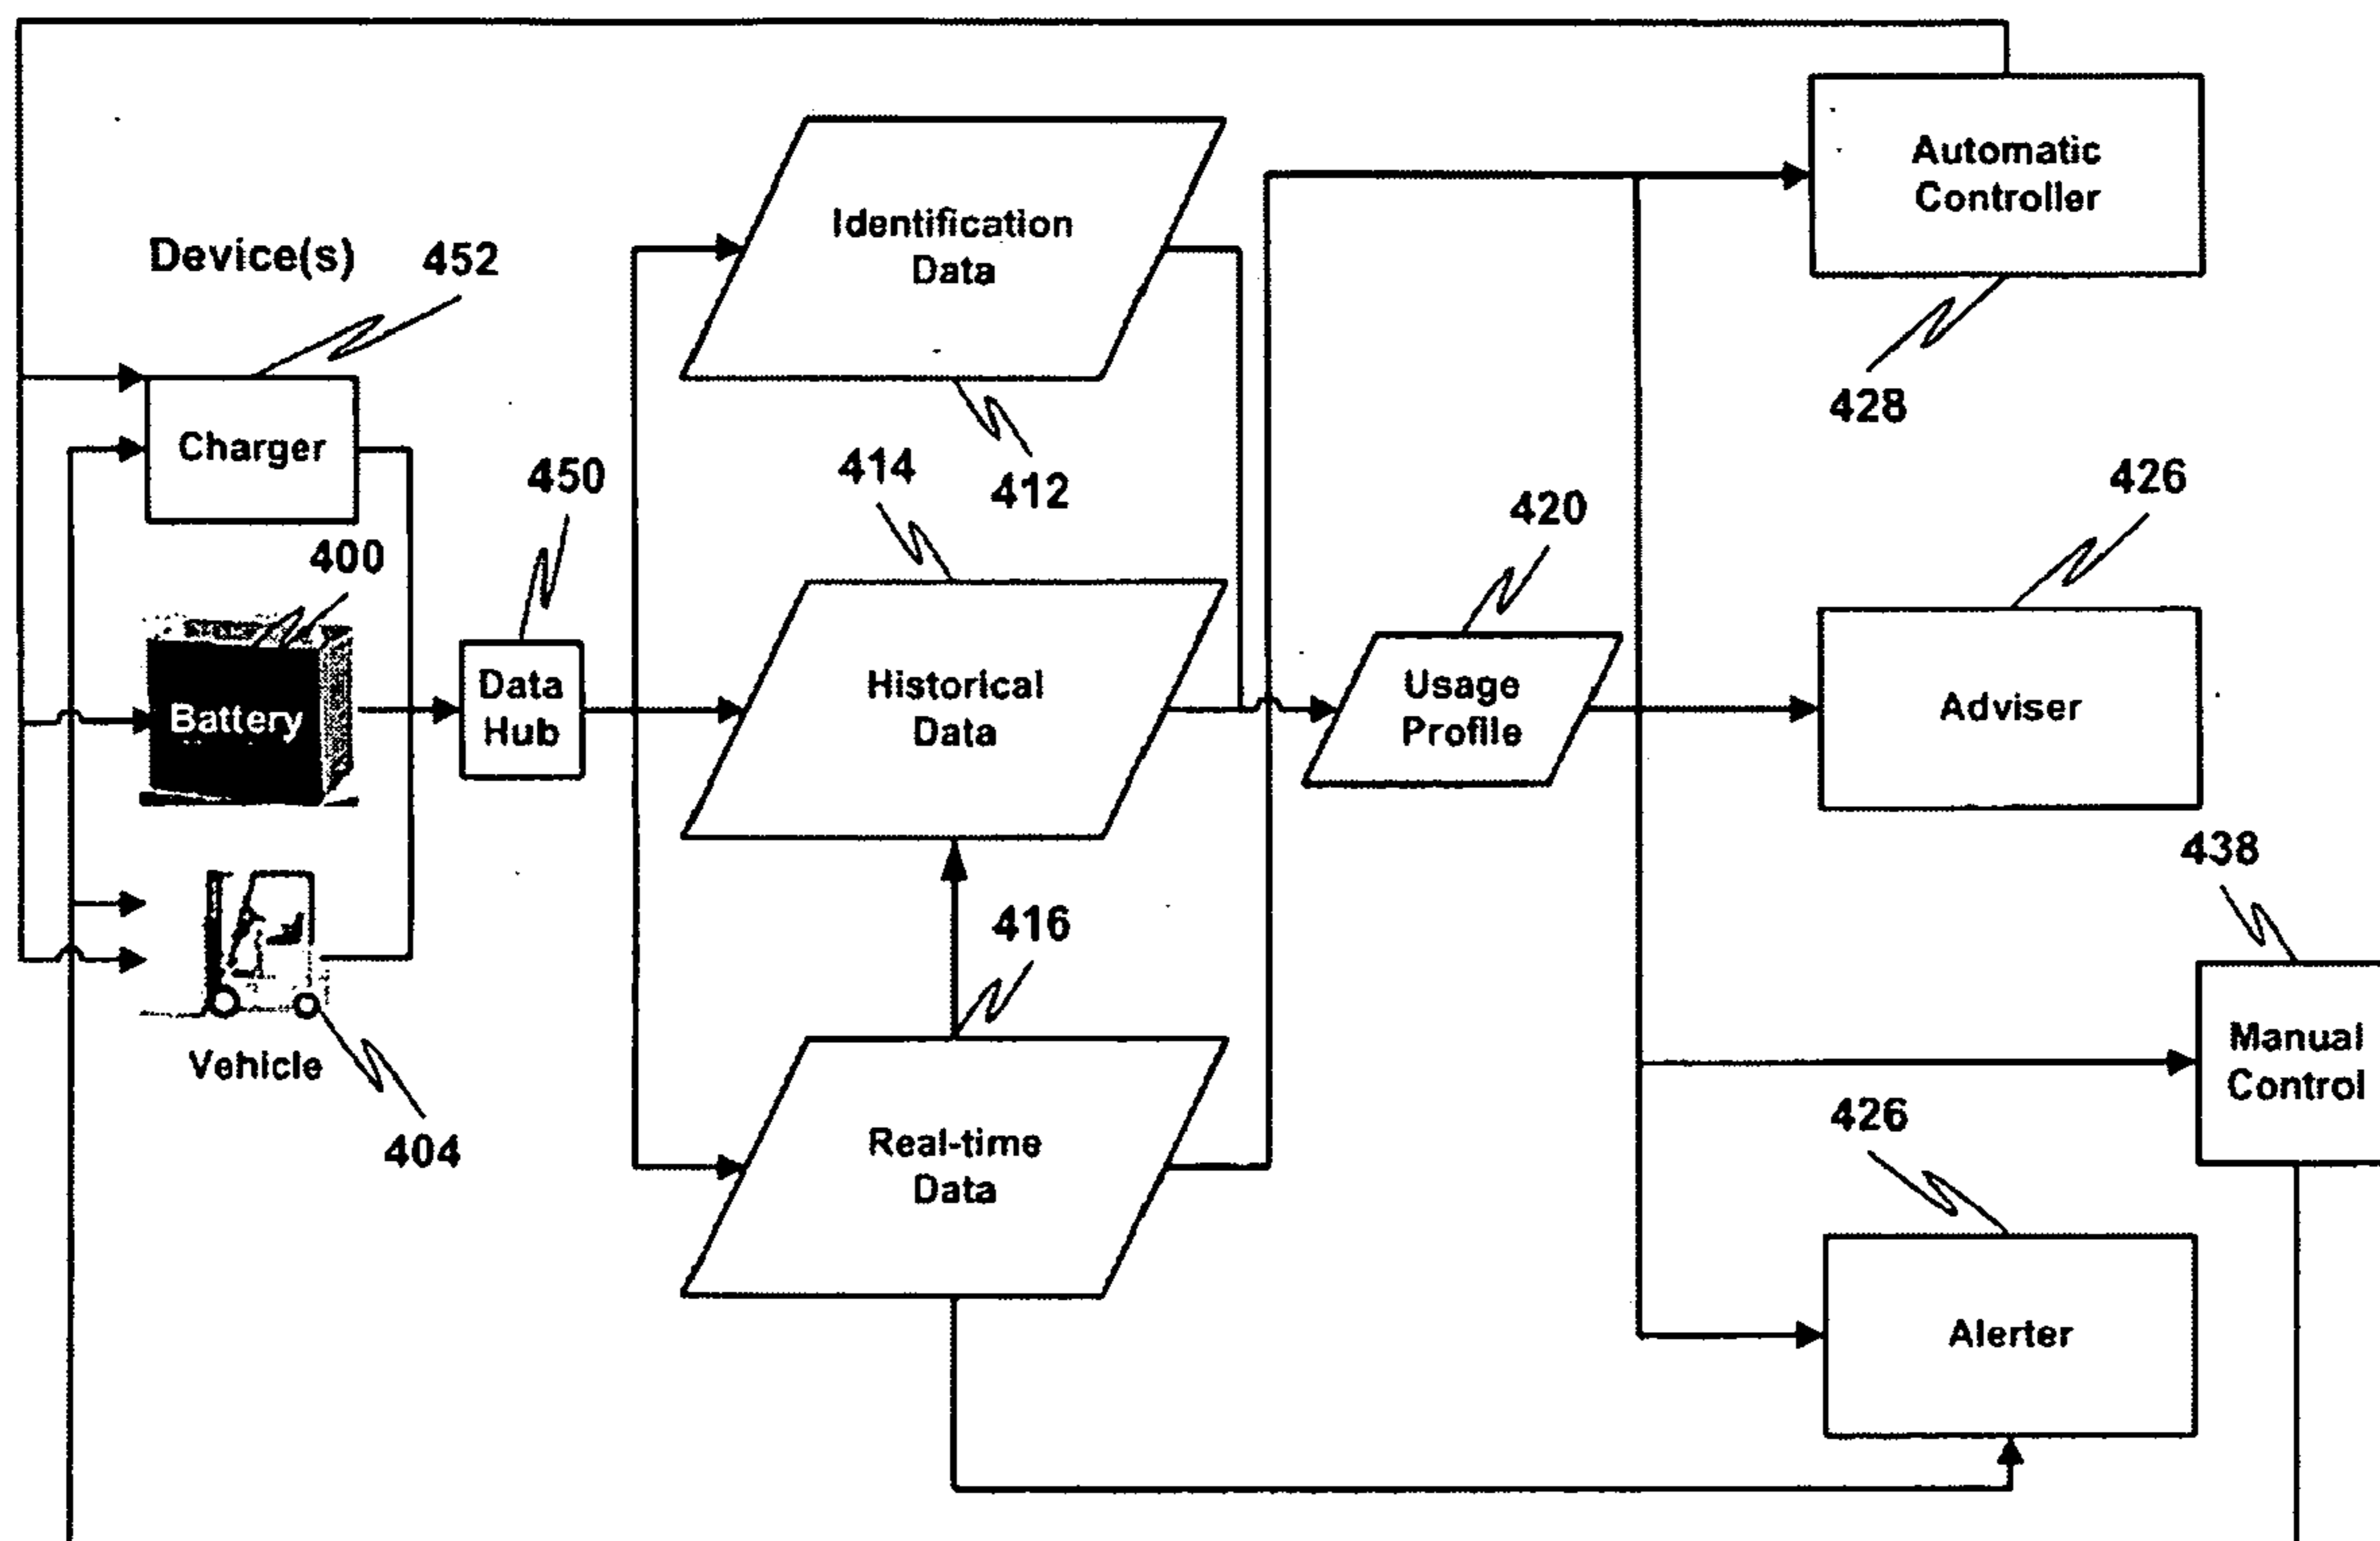 Automatic
Controller
428
Identification
Data
412
Device(s)
452
Charger
400
Battery
Vehicle
404
450
Data
Hub
414
Historical
Data
416
Real-time
Data
420
Usage
Profile
426
Adviser
438
Manual
Control
426
Alerter